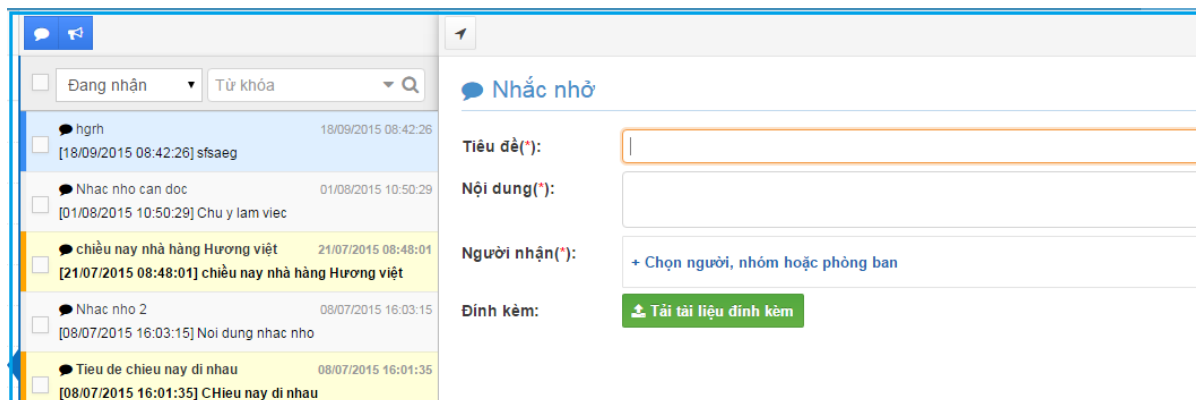 Đang nhận
Từ khóa
hgrh 18/09/2015 08:42:26
[18/09/2015 08:42:26] sfsaeg
Nhac nho can doc 01/08/2015 10:50:29
[01/08/2015 10:50:29] Chu y lam viec
chiều nay nhà hàng Hương việt 21/07/2015 08:48:01
[21/07/2015 08:48:01] chiều nay nhà hàng Hương việt
Nhac nho 2 08/07/2015 16:03:15
[08/07/2015 16:03:15] Noi dung nhac nho
Tieu de chieu nay di nhau 08/07/2015 16:01:35
[08/07/2015 16:01:35] CHieu nay di nhau
Nhắc nhở
Tiêu đề(*):
Nội dung(*):
Người nhận(*):
+ Chọn người, nhóm hoặc phòng ban
Đính kèm:
Tải tài liệu đính kèm